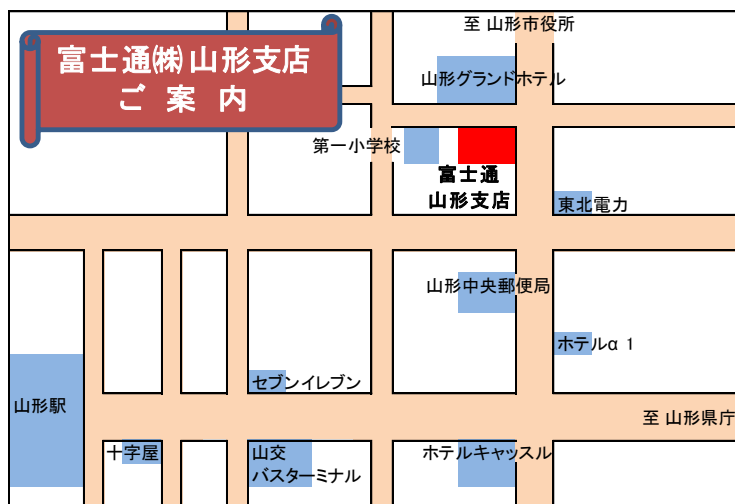 至 山形市役所
富士通㈱山形支店
ご 案 内
山形グランドホテル
第一小学校
富士通
山形支店
東北電力
山形中央郵便局
ホテルα 1
セブンイレブン
山形駅
至 山形県庁
十字屋
山交
バスターミナル
ホテルキャッスル